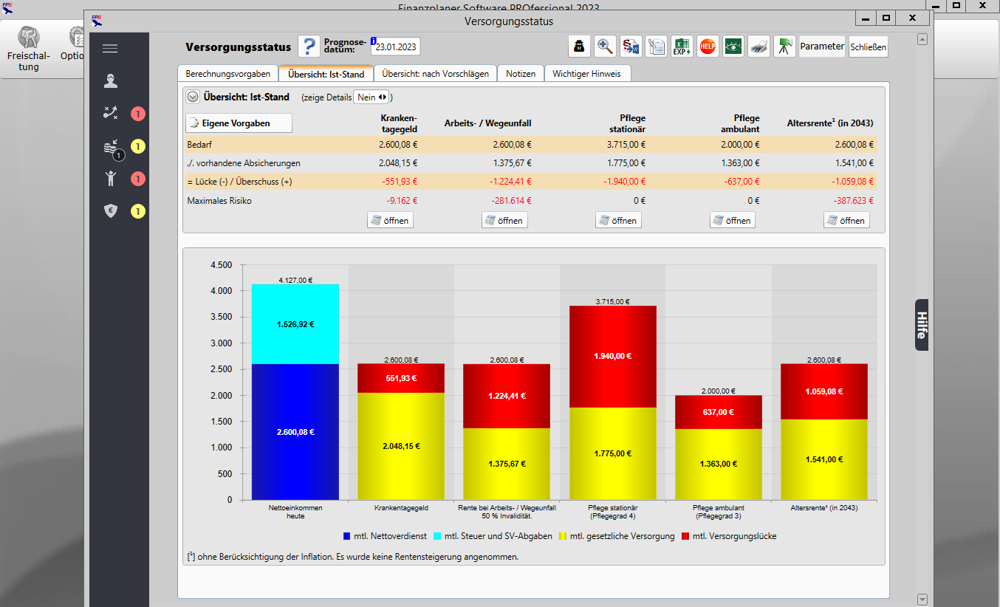 Finanzplaner Software PROfessional 2023
FPS
Versorgungsstatus
Freischal-
tung
Optio
Versorgungsstatus
?
Prognose-
datum:
i
23.01.2023
EXP
HELP
Parameter
Schließen
Berechnungsvorgaben
Übersicht: Ist-Stand
Übersicht: nach Vorschlägen
Notizen
Wichtiger Hinweis
1
1
1
1
1
Übersicht: Ist-Stand (zeige Details Nein )
Eigene Vorgaben
Kranken-
tagegeld
Arbeits- / Wegeunfall
Pflege
stationär
Pflege
ambulant
Altersrente¹ (in 2043)
Bedarf 2.600,08 € 2.600,08 € 3.715,00 € 2.000,00 € 2.600,08 €
./. vorhandene Absicherungen 2.048,15 € 1.375,67 € 1.775,00 € 1.363,00 € 1.541,00 €
= Lücke (-) / Überschuss (+) -551,93 € -1.224,41 € -1.940,00 € -637,00 € -1.059,08 €
Maximales Risiko -9.162 € -281.614 € 0 € 0 € -387.623 €
öffnen öffnen öffnen öffnen öffnen
4.500
4.000
3.500
3.000
2.500
2.000
1.500
1.000
500
0
4.127,00 €
1.526,92 €
2.600,08 €
2.600,08 €
551,93 €
2.048,15 €
2.600,08 €
1.224,41 €
1.375,67 €
3.715,00 €
1.940,00 €
1.775,00 €
2.000,00 €
637,00 €
1.363,00 €
2.600,08 €
1.059,08 €
1.541,00 €
Nettoeinkommen
heute
Krankentagegeld
Rente bei Arbeits- / Wegeunfall
50 % Invalidität.
Pflege stationär
(Pflegegrad 4)
Pflege ambulant
(Pflegegrad 3)
Altersrente¹ (in 2043)
mtl. Nettoverdienst mtl. Steuer und SV-Abgaben mtl. gesetzliche Versorgung mtl. Versorgungslücke
[¹] ohne Berücksichtigung der Inflation. Es wurde keine Rentensteigerung angenommen.
Hilfe